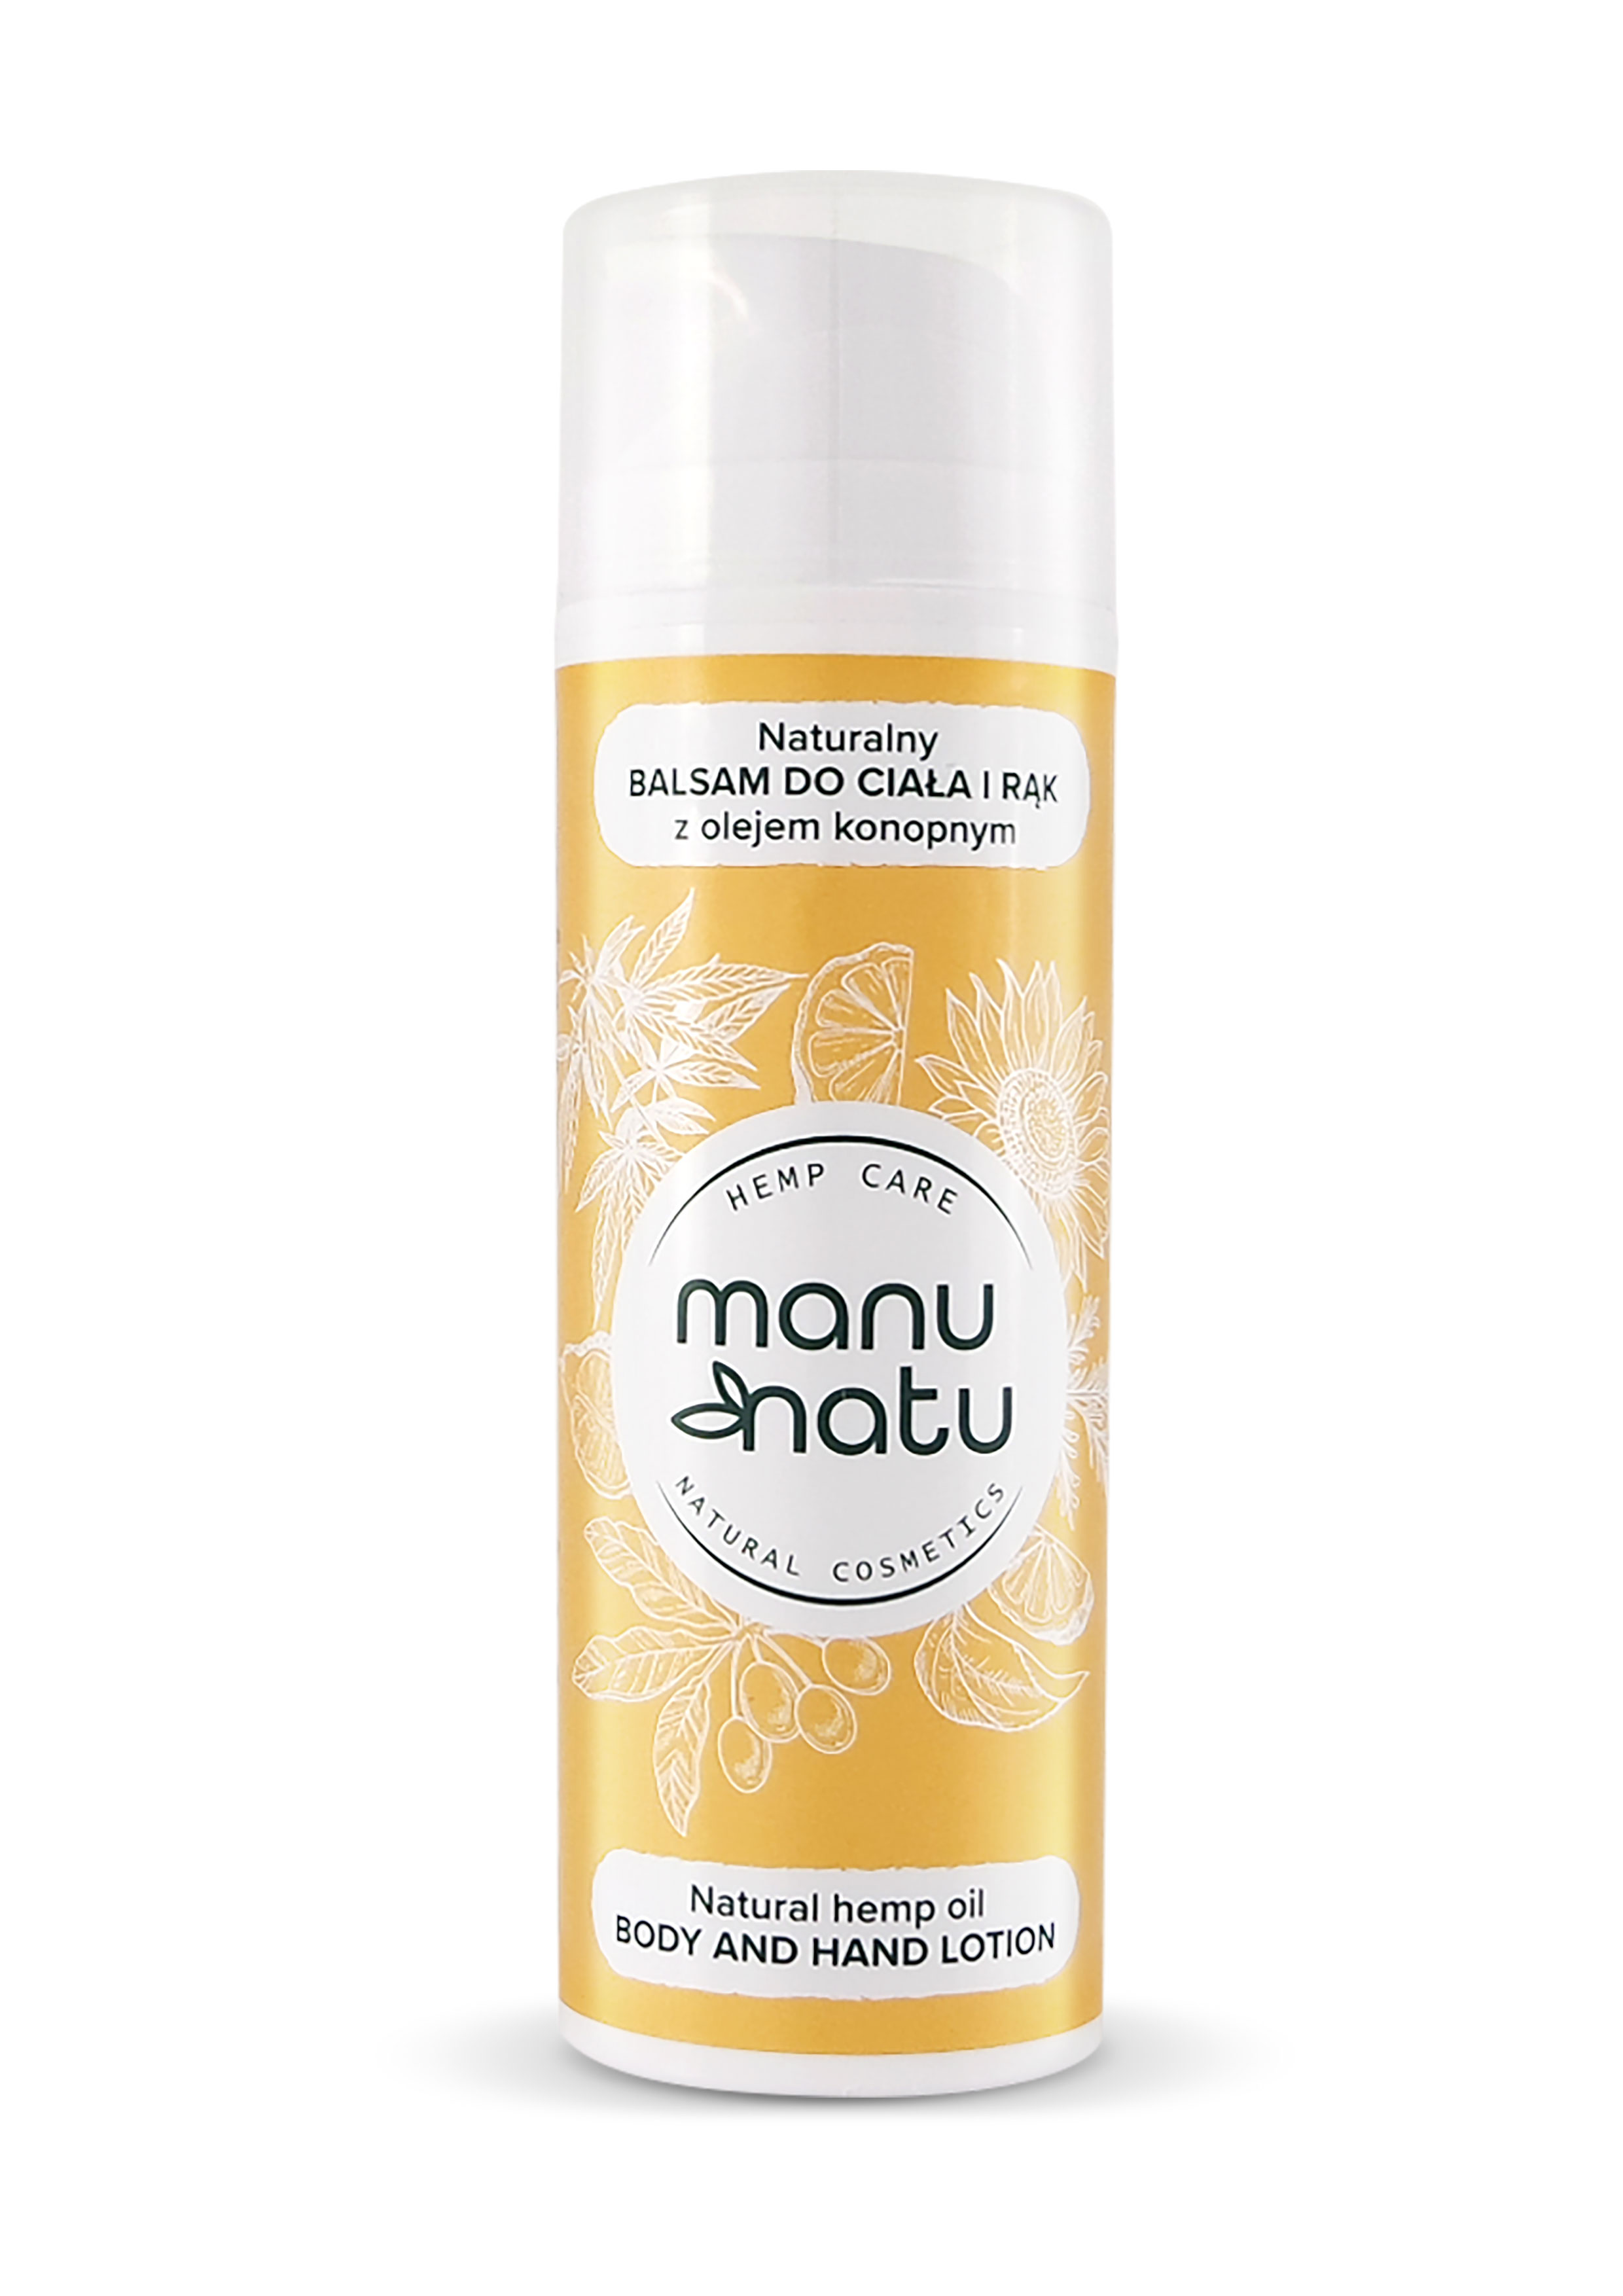 Naturalny
BALSAM DO CIAŁA I RĄK
z olejem konopnym
HEMP CARE
manu
natu
NATURAL COSMETICS
Natural hemp oil
BODY AND HAND LOTION